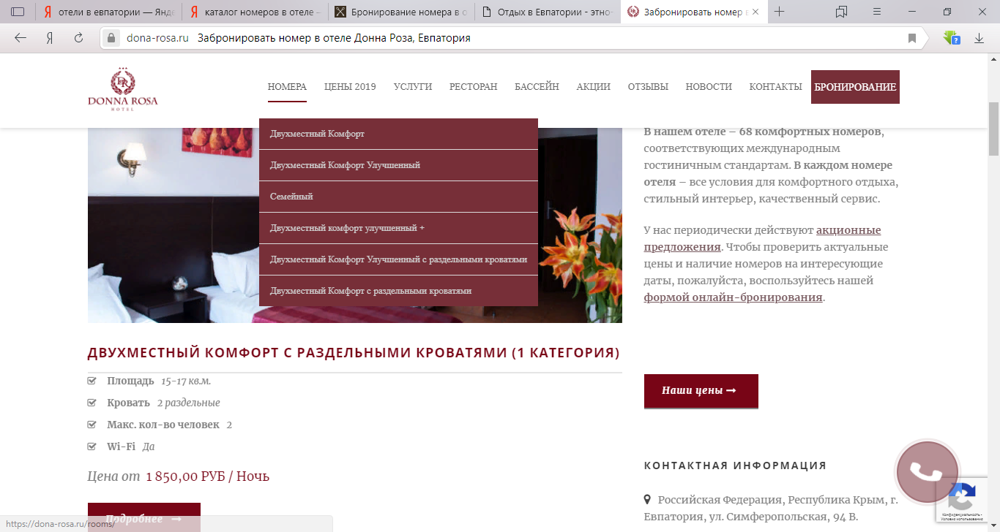 отели в евпатории — Янде
каталог номеров в отеле -
Бронирование номера в о
Отдых в Евпатории - этно-
Забронировать номер в
dona-rosa.ru Забронировать номер в отеле Донна Роза, Евпатория
DR
DONNA ROSA
HOTEL
НОМЕРА ЦЕНЫ 2019 УСЛУГИ РЕСТОРАН БАССЕЙН АКЦИИ ОТЗЫВЫ НОВОСТИ КОНТАКТЫ БРОНИРОВАНИЕ
Двухместный Комфорт
Двухместный Комфорт Улучшенный
Семейный
Двухместный комфорт улучшенный +
Двухместный Комфорт Улучшенный с раздельными кроватями
Двухместный Комфорт с раздельными кроватями
В нашем отеле – 68 комфортных номеров,
соответствующих международным
гостиничным стандартам. В каждом номере
отеля – все условия для комфортного отдыха,
стильный интерьер, качественный сервис.
У нас периодически действуют акционные
предложения. Чтобы проверить актуальные
цены и наличие номеров на интересующие
даты, пожалуйста, воспользуйтесь нашей
формой онлайн-бронирования.
ДВУХМЕСТНЫЙ КОМФОРТ С РАЗДЕЛЬНЫМИ КРОВАТЯМИ (1 КАТЕГОРИЯ)
Площадь 15-17 кв.м.
Кровать 2 раздельные
Макс. кол-во человек 2
Wi-Fi Да
Цена от 1 850,00 РУБ / Ночь
Подробнее →
Наши цены →
КОНТАКТНАЯ ИНФОРМАЦИЯ
Российская Федерация, Республика Крым, г.
Евпатория, ул. Симферопольская, 94 В.
Конфиденциальность -
Условия использования
https://dona-rosa.ru/rooms/